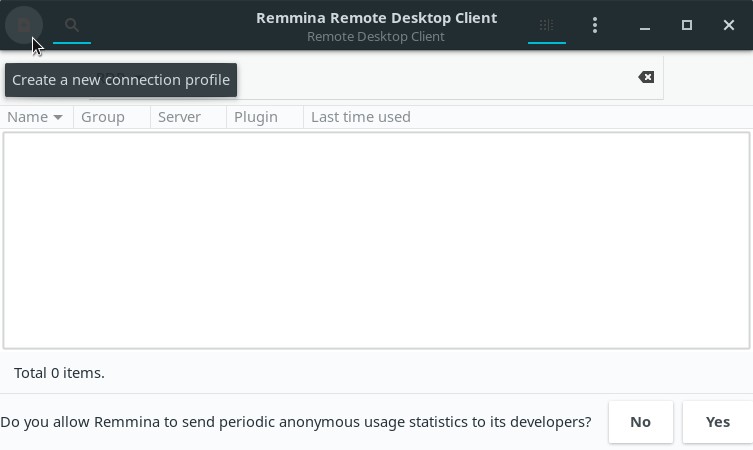 Remmina Remote Desktop Client
Remote Desktop Client
Create a new connection profile
Name Group Server Plugin Last time used
Total 0 items.
Do you allow Remmina to send periodic anonymous usage statistics to its developers? No Yes